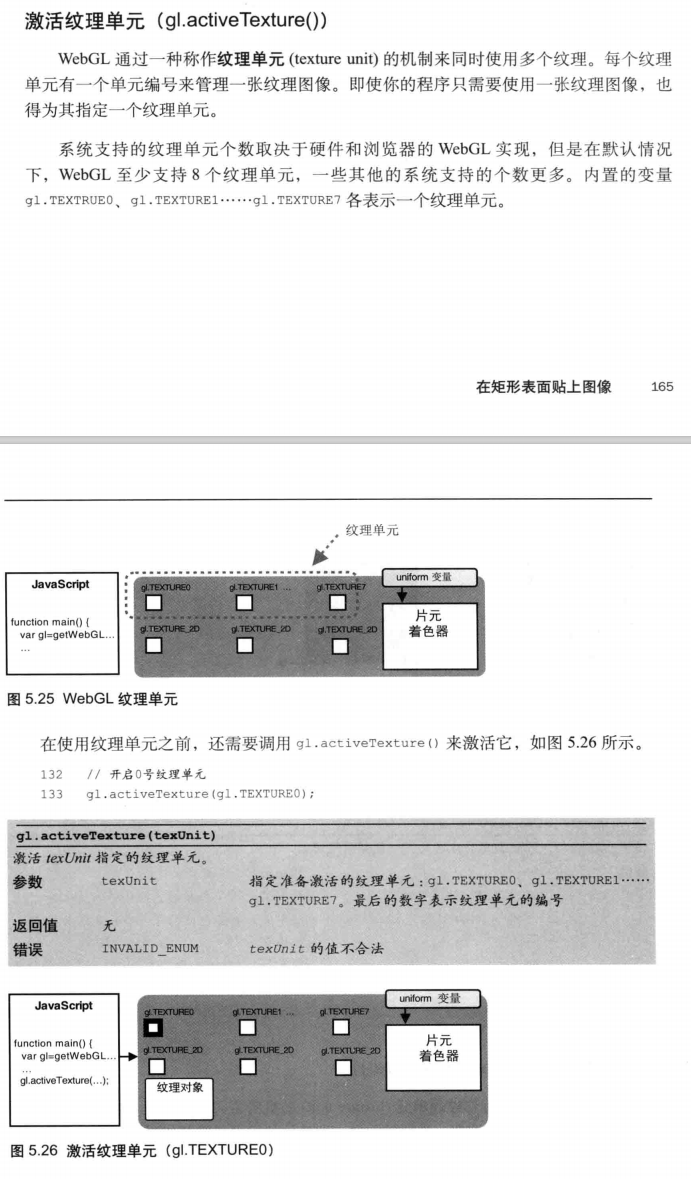 激活纹理单元（gl.activeTexture()）
WebGL 通过一种称作纹理单元 (texture unit) 的机制来同时使用多个纹理。每个纹理
单元有一个单元编号来管理一张纹理图像。即使你的程序只需要使用一张纹理图像，也
得为其指定一个纹理单元。
系统支持的纹理单元个数取决于硬件和浏览器的 WebGL 实现，但是在默认情况
下，WebGL 至少支持 8 个纹理单元，一些其他的系统支持的个数更多。内置的变量
gl.TEXTRUE0、gl.TEXTURE1……gl.TEXTURE7 各表示一个纹理单元。
在矩形表面贴上图像 165
纹理单元
JavaScript
function main() {
var gl=getWebGL...
...
gl.TEXTURE0 gl.TEXTURE1 ... gl.TEXTURE7
gl.TEXTURE_2D gl.TEXTURE_2D gl.TEXTURE_2D
uniform 变量
片元
着色器
图 5.25 WebGL 纹理单元
在使用纹理单元之前，还需要调用 gl.activeTexture() 来激活它，如图 5.26 所示。
132 // 开启0号纹理单元
133 gl.activeTexture(gl.TEXTURE0);
gl.activeTexture(texUnit)
激活 texUnit 指定的纹理单元。
参数 texUnit 指定准备激活的纹理单元：gl.TEXTURE0、gl.TEXTURE1……
gl.TEXTURE7。最后的数字表示纹理单元的编号
返回值 无
错误 INVALID_ENUM texUnit 的值不合法
JavaScript
function main() {
var gl=getWebGL...
...
gl.activeTexture(...);
gl.TEXTURE0 gl.TEXTURE1 ... gl.TEXTURE7
gl.TEXTURE_2D gl.TEXTURE_2D gl.TEXTURE_2D
纹理对象
uniform 变量
片元
着色器
图 5.26 激活纹理单元（gl.TEXTURE0）